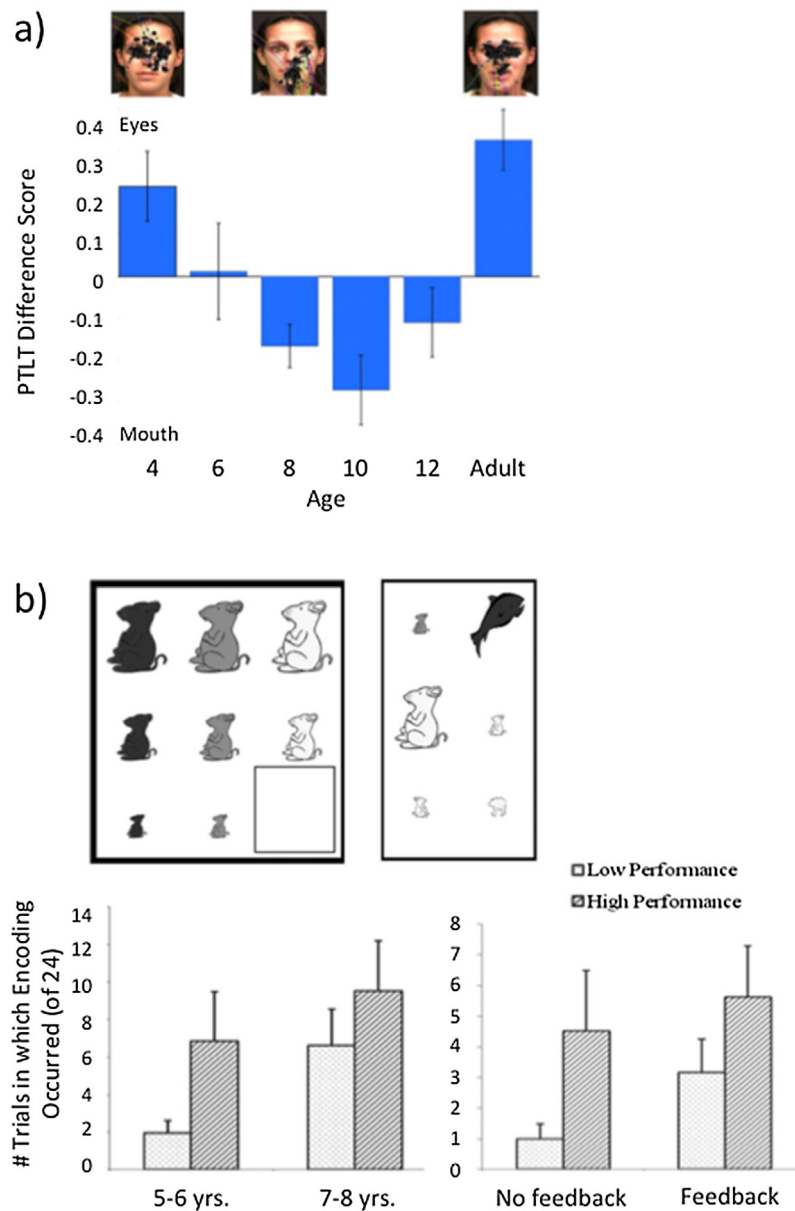 a)
Eyes
0.4
0.3
0.2
0.1
0
-0.1
-0.2
-0.3
-0.4
PTLT Difference Score
Mouth
4 6 8 10 12 Adult
Age
b)
Low Performance
High Performance
# Trials in which Encoding
Occurred (of 24)
14
12
10
8
6
4
2
0
5-6 yrs. 7-8 yrs.
8
7
6
5
4
3
2
1
0
No feedback Feedback